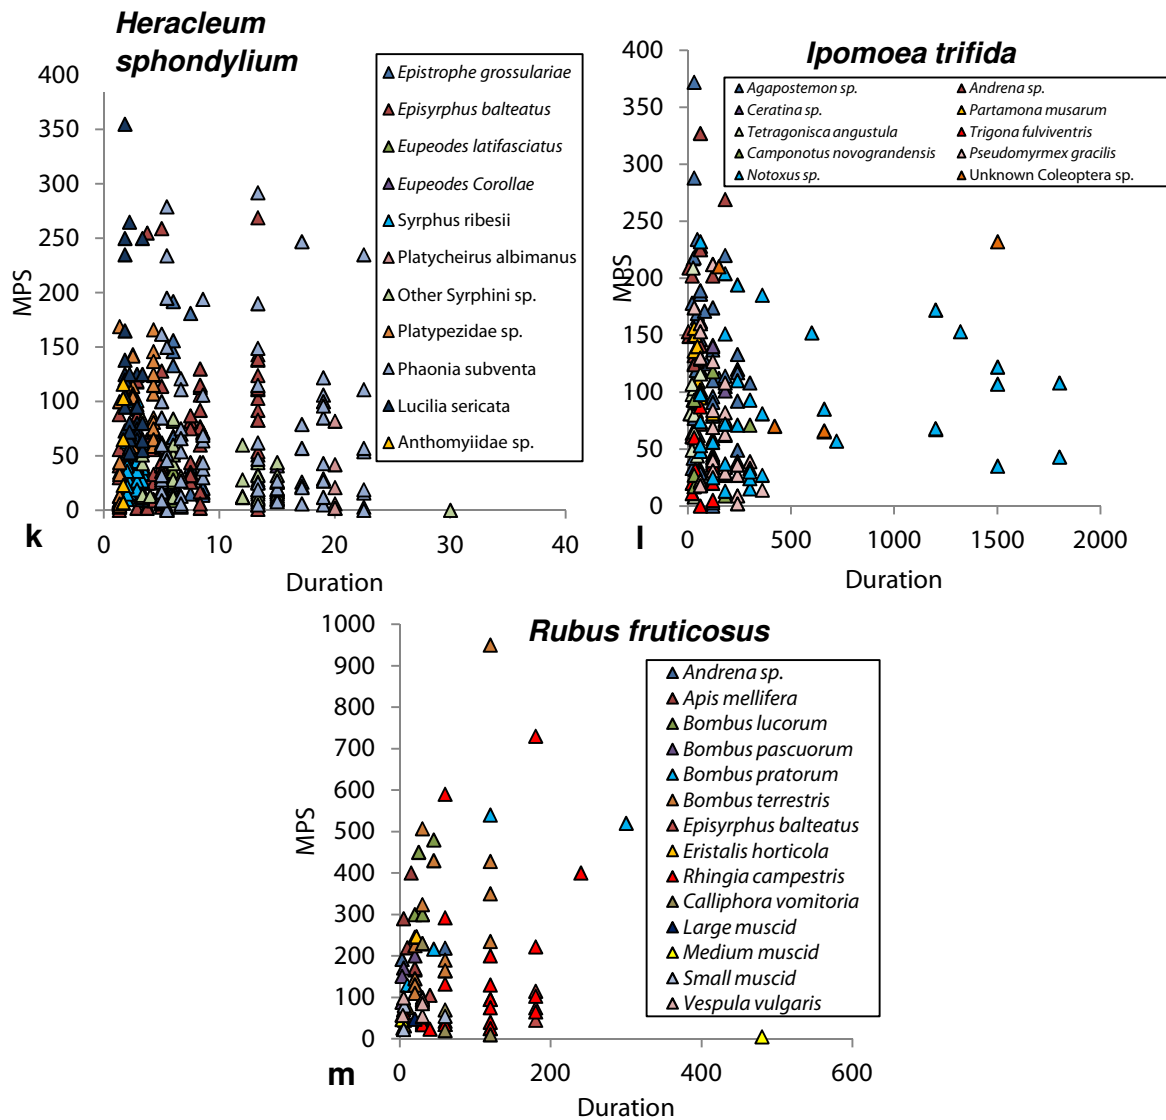 Heracleum
sphondylium
MPS
400
350
300
250
200
150
100
50
0
0 10 20 30 40
Duration
k
Epistrophe grossulariae
Episyrphus balteatus
Eupeodes latifasciatus
Eupeodes Corollae
Syrphus ribesii
Platycheirus albimanus
Other Syrphini sp.
Platypezidae sp.
Phaonia subventa
Lucilia sericata
Anthomyiidae sp.
Ipomoea trifida
MPS
400
350
300
250
200
150
100
50
0
0 500 1000 1500 2000
Duration
l
Agapostemon sp. Andrena sp.
Ceratina sp. Partamona musarum
Tetragonisca angustula Trigona fulviventris
Camponotus novograndensis Pseudomyrmex gracilis
Notoxus sp. Unknown Coleoptera sp.
Rubus fruticosus
MPS
1000
900
800
700
600
500
400
300
200
100
0
0 200 400 600
Duration
m
Andrena sp.
Apis mellifera
Bombus lucorum
Bombus pascuorum
Bombus pratorum
Bombus terrestris
Episyrphus balteatus
Eristalis horticola
Rhingia campestris
Calliphora vomitoria
Large muscid
Medium muscid
Small muscid
Vespula vulgaris